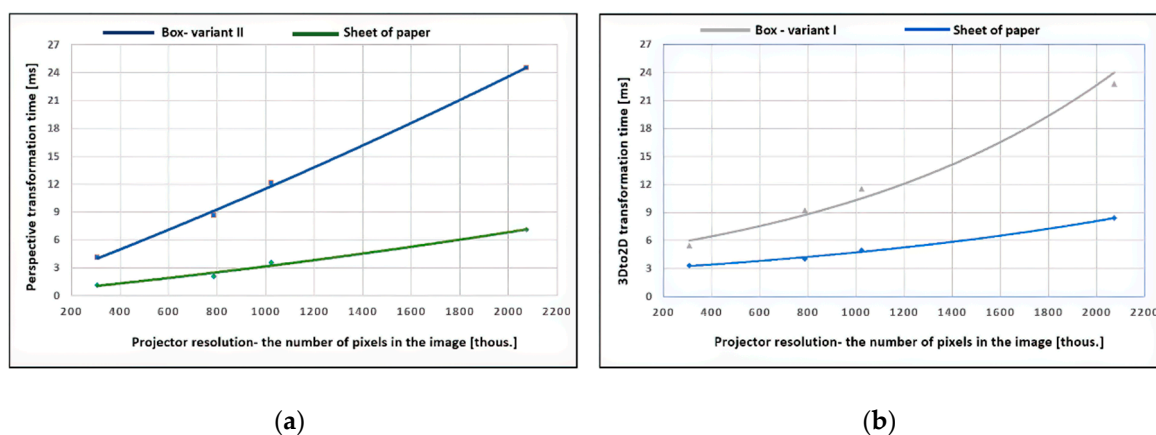 Box- variant II Sheet of paper
27
24
21
18
15
12
9
6
3
0
Perspective transformation time [ms]
200 400 600 800 1000 1200 1400 1600 1800 2000 2200
Projector resolution- the number of pixels in the image [thous.]
(a)
Box - variant I Sheet of paper
27
24
21
18
15
12
9
6
3
0
3Dto2D transformation time [ms]
200 400 600 800 1000 1200 1400 1600 1800 2000 2200
Projector resolution- the number of pixels in the image [thous.]
(b)